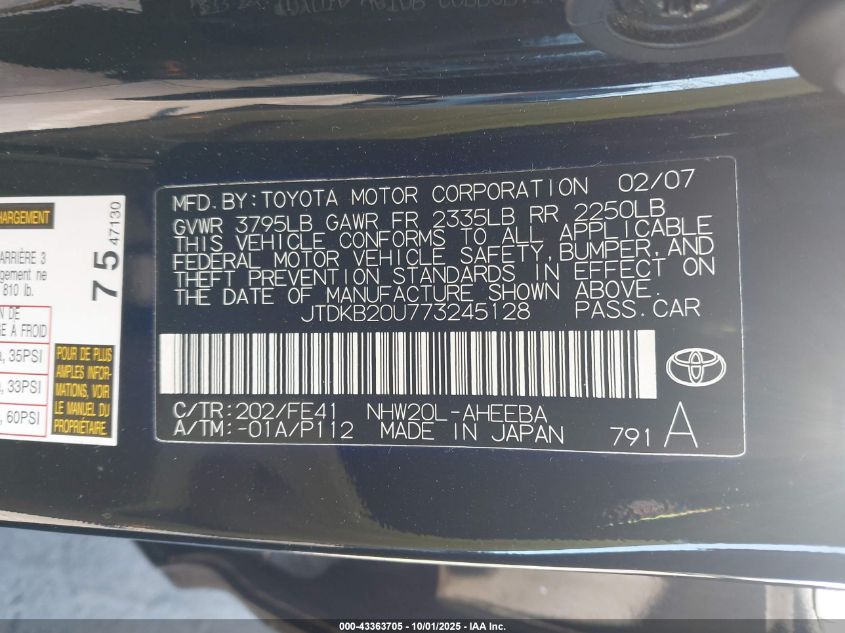 HARGEMENT
75
47130
ARRIÈRE 3
gement ne
810 lb.
N DE
E À FROID
35PSI
33PSI
60PSI
POUR DE PLUS
AMPLES INFOR-
MATIONS, VOIR
LE MANUEL DU
PROPRIÉTAIRE
MFD.BY:TOYOTA MOTOR CORPORATION 02/07
GVWR 3795LB GAWR FR 2335LB RR 2250LB
THIS VEHICLE CONFORMS TO ALL APPLICABLE
FEDERAL MOTOR VEHICLE SAFETY,BUMPER,AND
THEFT PREVENTION STANDARDS IN EFFECT ON
THE DATE OF MANUFACTURE SHOWN ABOVE.
JTDKB20U773245128 PASS.CAR
C/TR:202/FE41 NHW20L-AHEEBA
A/TM:-01A/P112 MADE IN JAPAN 791 A
000-43363705 - 10/01/2025 - IAA Inc.